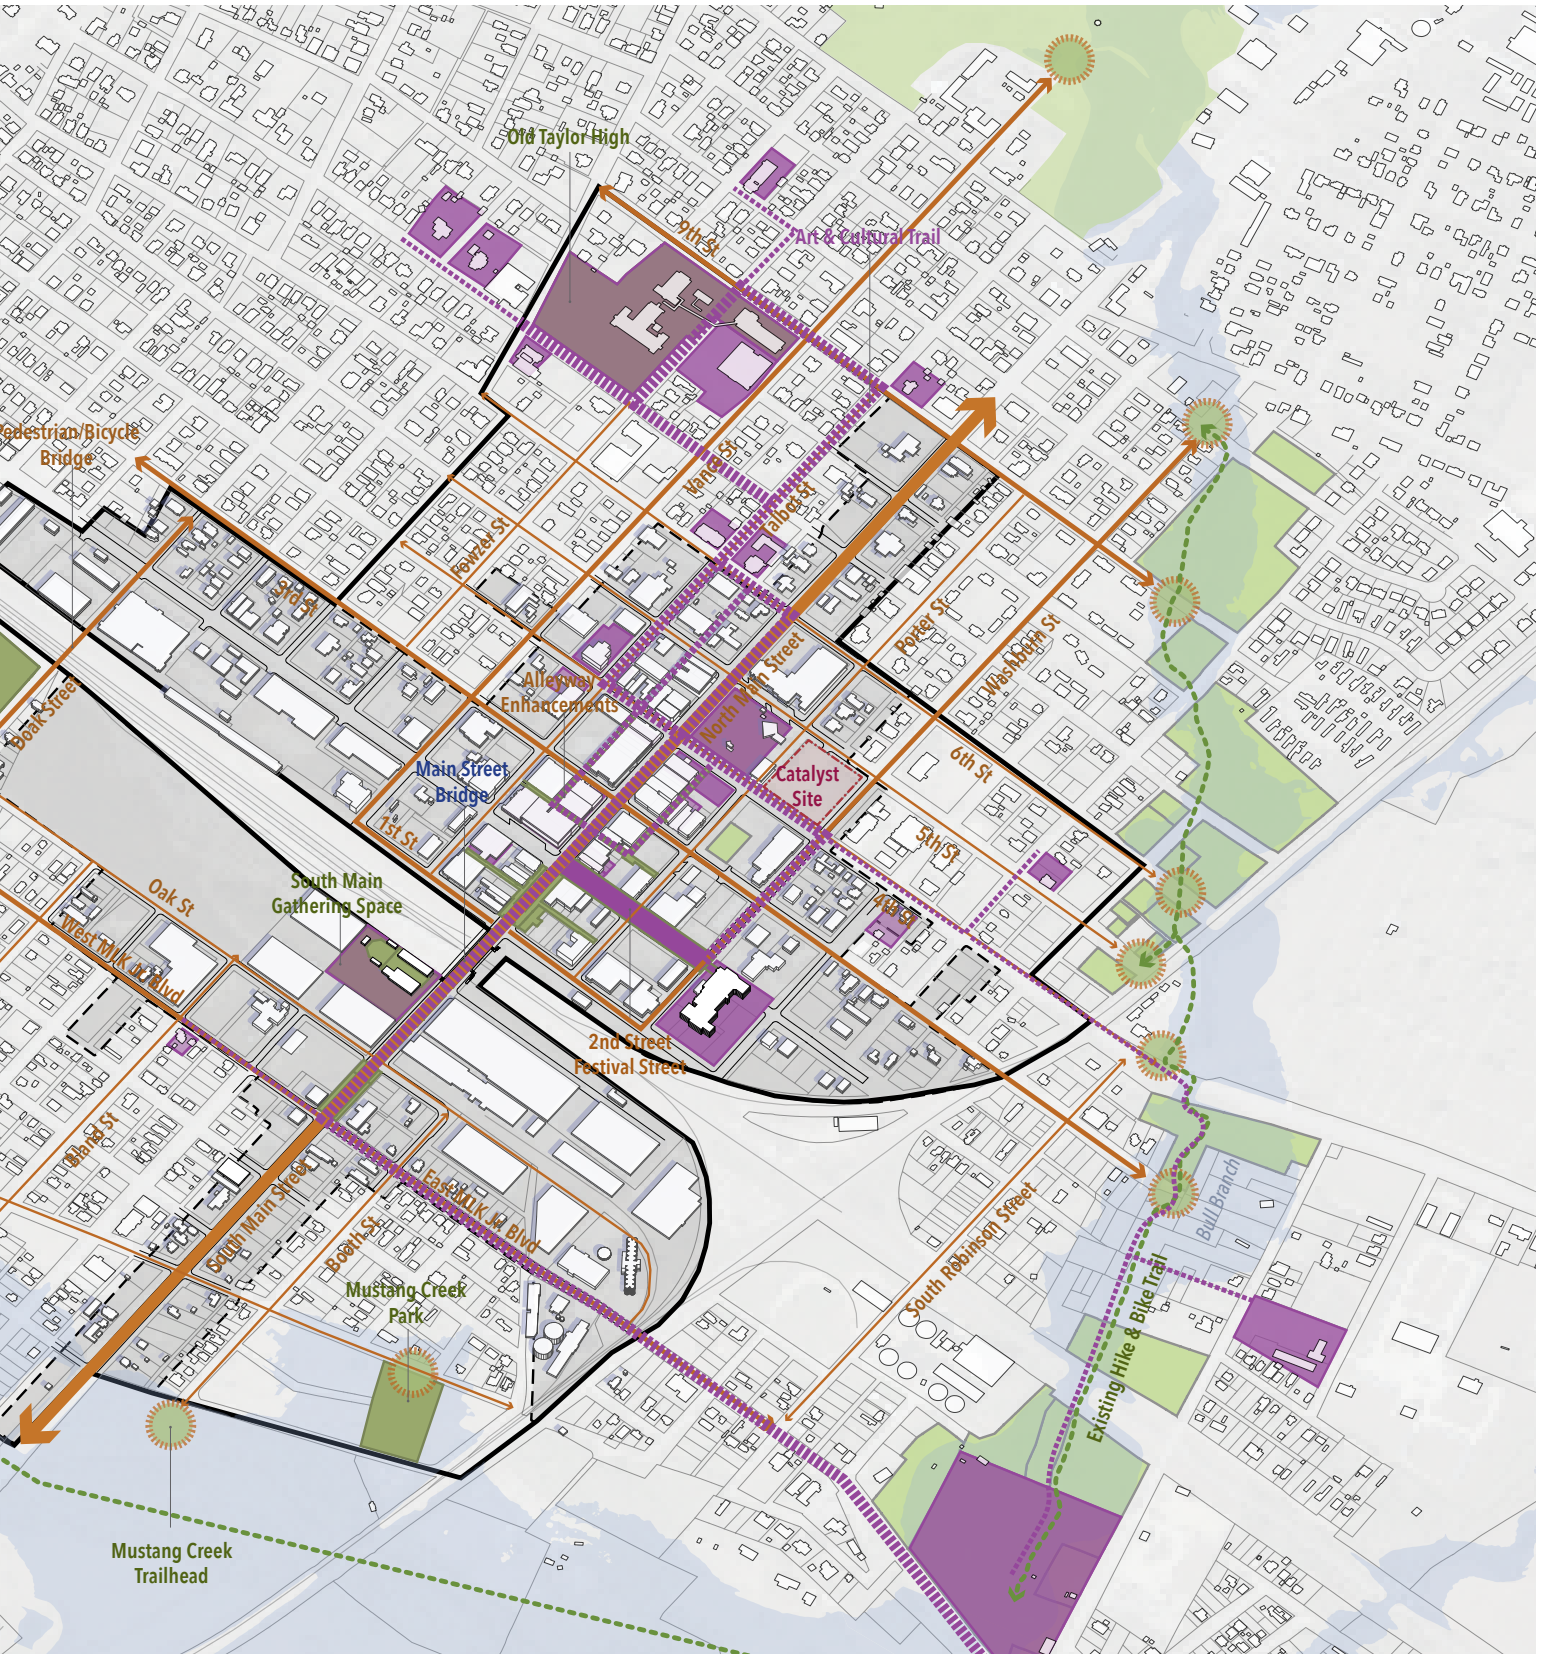 Old Taylor High
9th St
Art & Cultural Trail
Pedestrian/Bicycle
Bridge
Vance St
Talbot St
Fowzer St
3rd St
Porter St
Washburn St
North Main Street
Alleyway
Enhancements
Doak Street
Main Street
Bridge
Catalyst
Site
6th St
5th St
1st St
4th St
South Main
Gathering Space
Oak St
West MLK Jr. Blvd
2nd Street
Festival Street
Bland St
East MLK Jr. Blvd
South Main Street
Booth St
South Robinson Street
Bull Branch
Mustang Creek
Park
Existing Hike & Bike Trail
Mustang Creek
Trailhead